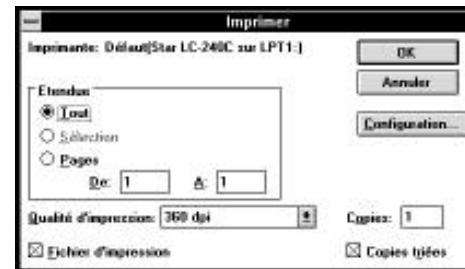 Imprimer
Imprimante: Défaut(Star LC-240C sur LPT1:)
OK
Annuler
Configuration...
Etendue
Tout
Sélection
Pages
De: 1 A: 1
Qualité d'impression: 360 dpi
Copies: 1
Fichier d'impression
Copies triées